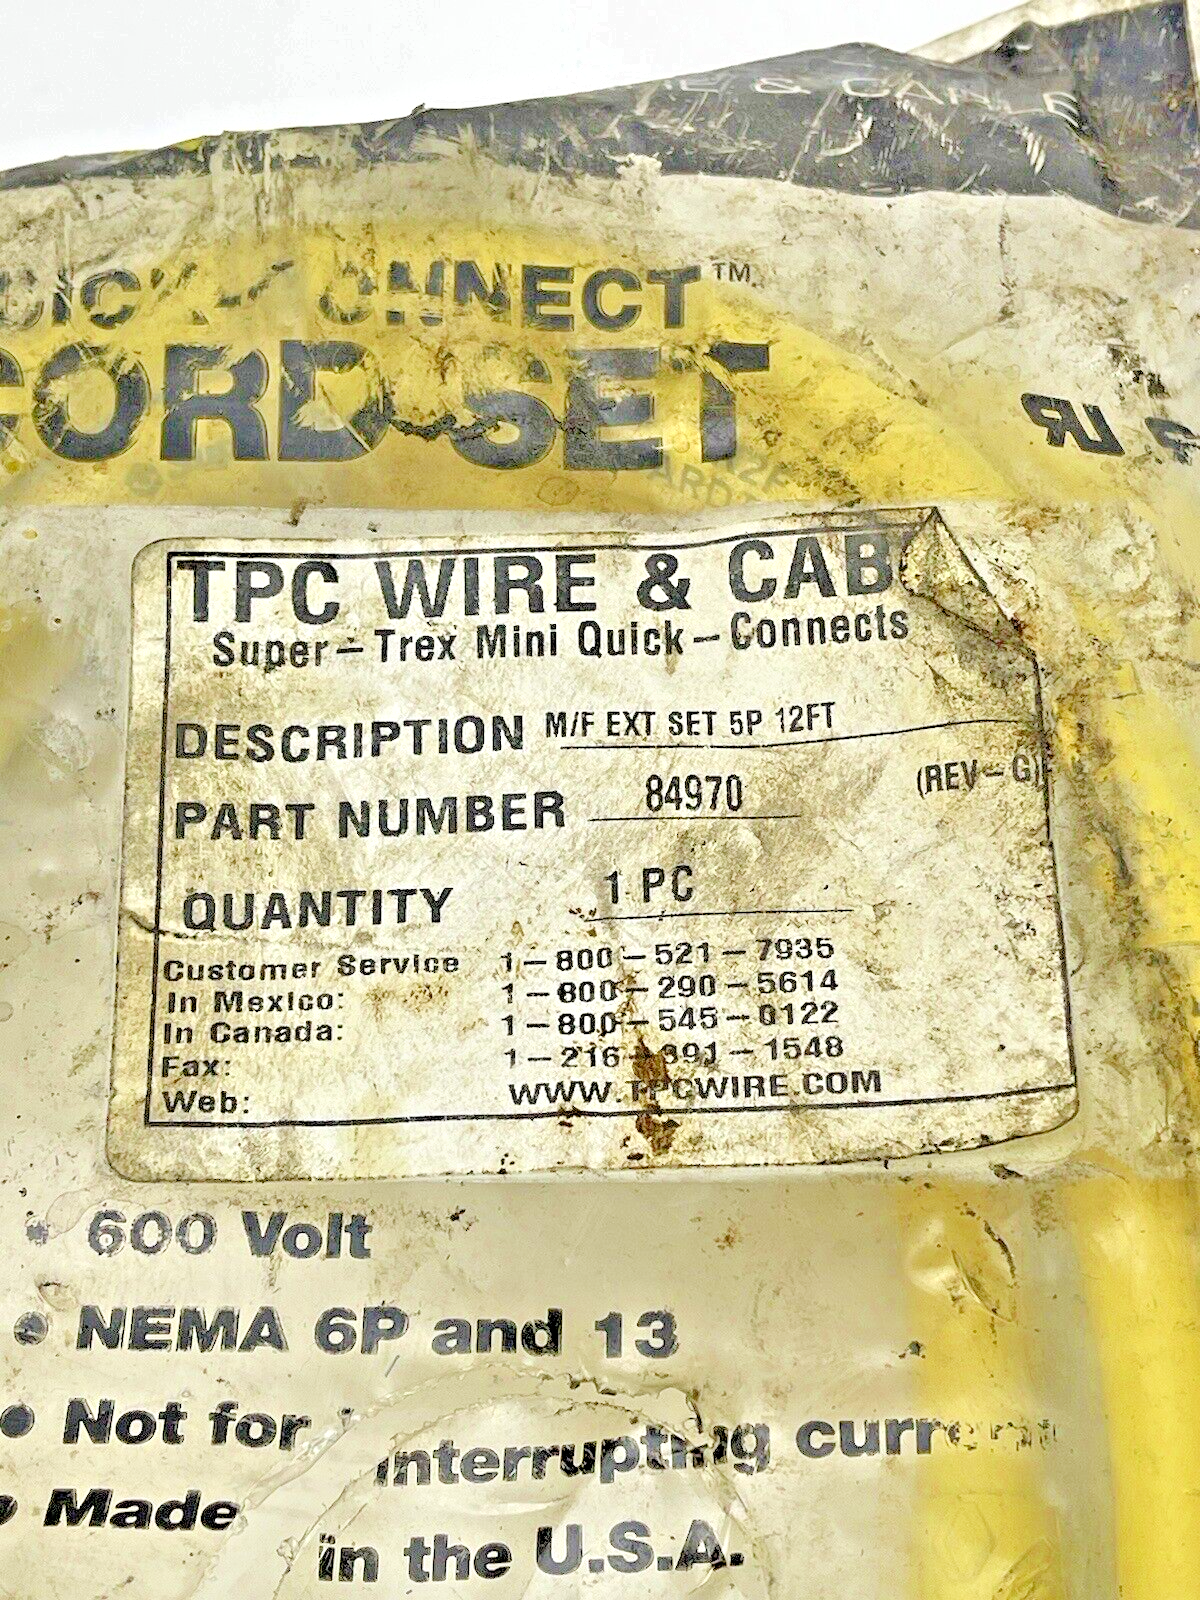 & CABLE
QUICK-CONNECT™
CORD SET
TPC WIRE & CAB
Super-Trex Mini Quick-Connects
DESCRIPTION M/F EXT SET 5P 12FT
PART NUMBER 84970 (REV-G)
QUANTITY 1 PC
Customer Service 1-800-521-7935
In Mexico: 1-800-290-5614
In Canada: 1-800-545-0122
Fax: 1-216-391-1548
Web: WWW.TPCWIRE.COM
• 600 Volt
• NEMA 6P and 13
• Not for interrupting current
• Made in the U.S.A.